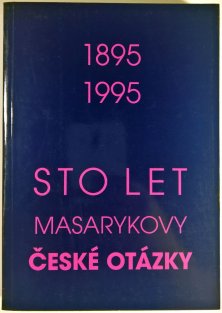 1895
1995
STO LET
MASARYKOVY
ČESKÉ OTÁZKY